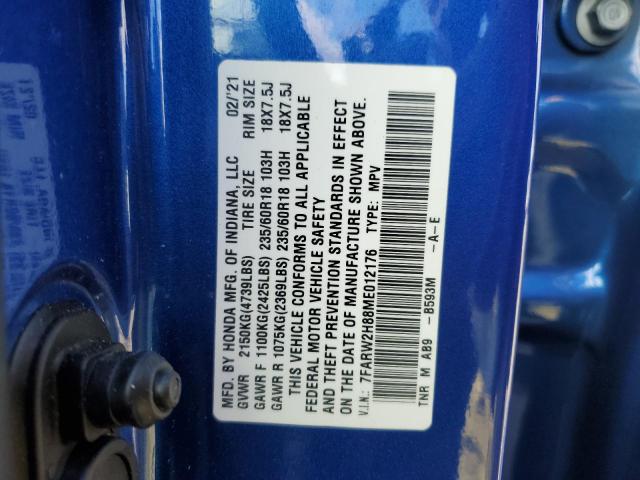 MFD. BY HONDA MFG. OF INDIANA, LLC 02/'21
GVWR 2150KG(4739LBS) TIRE SIZE RIM SIZE
GAWR F 1100KG(2425LBS) 235/60R18 103H 18X7.5J
GAWR R 1075KG(2369LBS) 235/60R18 103H 18X7.5J
THIS VEHICLE CONFORMS TO ALL APPLICABLE
FEDERAL MOTOR VEHICLE SAFETY
AND THEFT PREVENTION STANDARDS IN EFFECT
ON THE DATE OF MANUFACTURE SHOWN ABOVE.
V.I.N.: 7FARW2H88ME012176 TYPE: MPV
TNR M AB9 -B593M -A-E